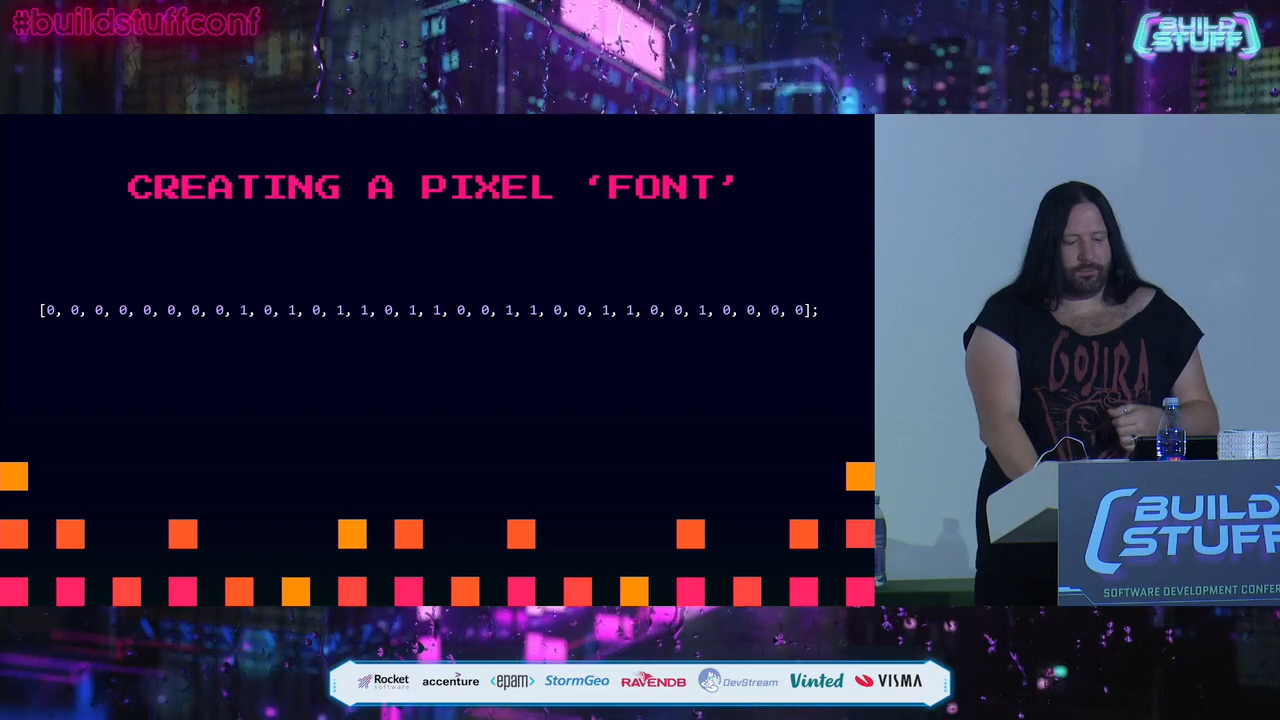 #buildstuffconf
BUILD
STUFF
CREATING A PIXEL ‘FONT’
[0, 0, 0, 0, 0, 0, 0, 0, 1, 0, 1, 0, 1, 1, 0, 1, 1, 0, 0, 1, 1, 0, 0, 1, 1, 0, 0, 1, 0, 0, 0, 0];
GOJIRA
BUILD
STUFF
SOFTWARE DEVELOPMENT CONFER
Rocket
software
accenture
<epam>
StormGeo
RAVENDB
DevStream
Vinted
VISMA